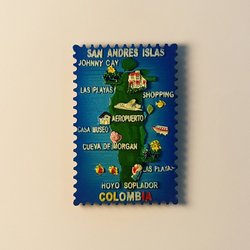 SAN ANDRES ISLAS
JOHNNY CAY
LAS PLAYAS
SHOPPING
AEROPUERTO
CASA MUSEO
CUEVA DE MORGAN
LAS PLAYAS
HOYO SOPLADOR
COLOMBIA